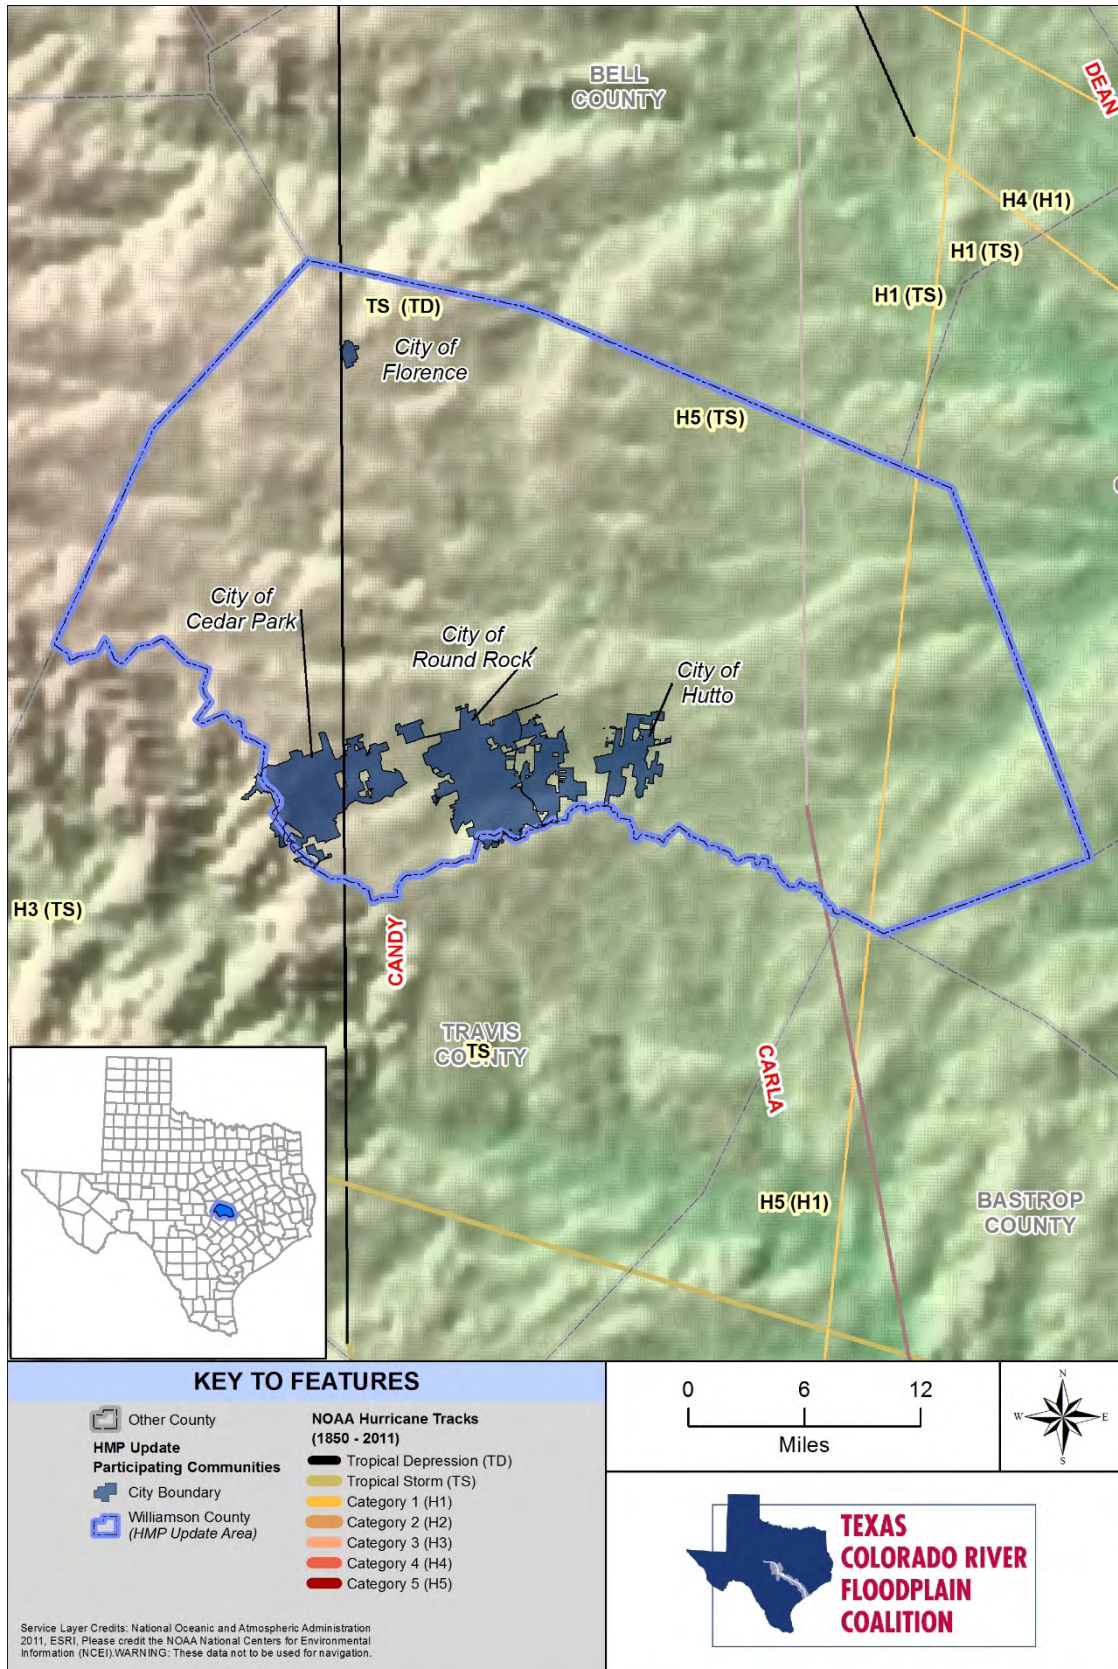 BELL
COUNTY
DEAN
H4 (H1)
H1 (TS)
H1 (TS)
TS (TD)
City of
Florence
H5 (TS)
City of
Cedar Park
City of
Round Rock
City of
Hutto
H3 (TS)
CANDY
TRAVIS
COUNTY
TS
CARLA
H5 (H1)
BASTROP
COUNTY
KEY TO FEATURES
Other County
HMP Update
Participating Communities
City Boundary
Williamson County
(HMP Update Area)
NOAA Hurricane Tracks
(1850 - 2011)
Tropical Depression (TD)
Tropical Storm (TS)
Category 1 (H1)
Category 2 (H2)
Category 3 (H3)
Category 4 (H4)
Category 5 (H5)
Service Layer Credits: National Oceanic and Atmospheric Administration
2011, ESRI, Please credit the NOAA National Centers for Environmental
Information (NCEI).WARNING: These data not to be used for navigation.
0 6 12
Miles
N
W E
S
TEXAS
COLORADO RIVER
FLOODPLAIN
COALITION